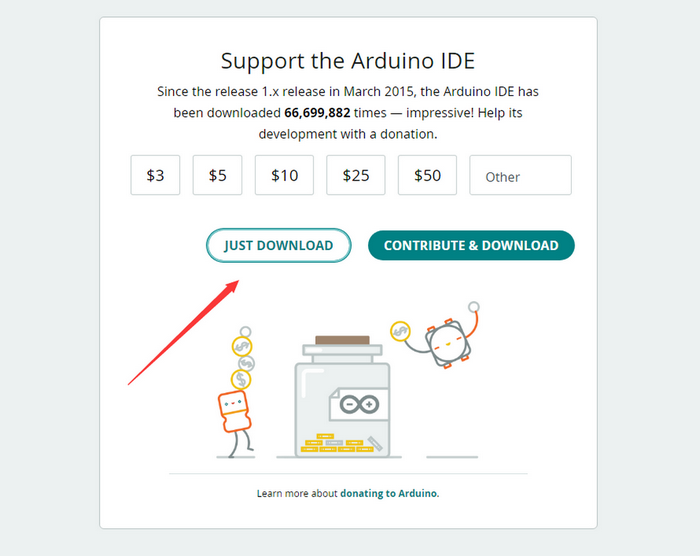 Support the Arduino IDE
Since the release 1.x release in March 2015, the Arduino IDE has
been downloaded 66,699,882 times — impressive! Help its
development with a donation.
$3 $5 $10 $25 $50 Other
JUST DOWNLOAD CONTRIBUTE & DOWNLOAD
Learn more about donating to Arduino.